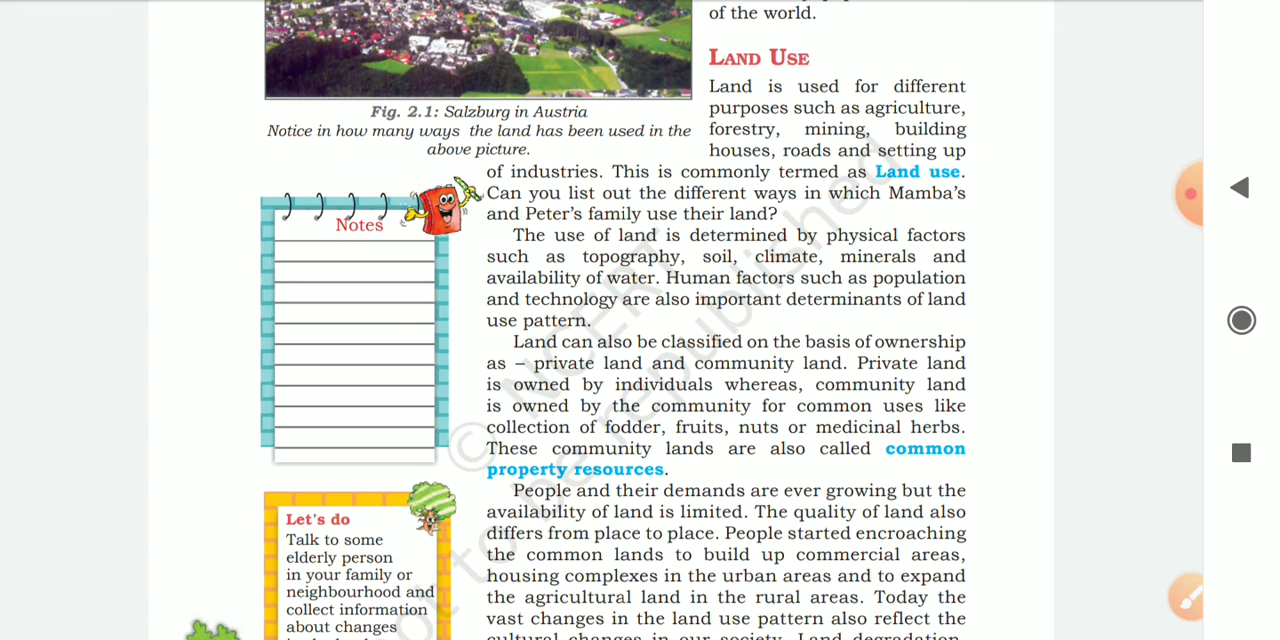 of the world.
LAND USE
Land is used for different
purposes such as agriculture,
forestry, mining, building
houses, roads and setting up
of industries. This is commonly termed as Land use.
Can you list out the different ways in which Mamba's
and Peter's family use their land?
The use of land is determined by physical factors
such as topography, soil, climate, minerals and
availability of water. Human factors such as population
and technology are also important determinants of land
use pattern.
Land can also be classified on the basis of ownership
as – private land and community land. Private land
is owned by individuals whereas, community land
is owned by the community for common uses like
collection of fodder, fruits, nuts or medicinal herbs.
These community lands are also called common
property resources.
People and their demands are ever growing but the
availability of land is limited. The quality of land also
differs from place to place. People started encroaching
the common lands to build up commercial areas,
housing complexes in the urban areas and to expand
the agricultural land in the rural areas. Today the
vast changes in the land use pattern also reflect the
cultural changes in our society. Land degradation,
Fig. 2.1: Salzburg in Austria
Notice in how many ways the land has been used in the
above picture.
Notes
Let's do
Talk to some
elderly person
in your family or
neighbourhood and
collect information
about changes
© NCERT
not to be republished